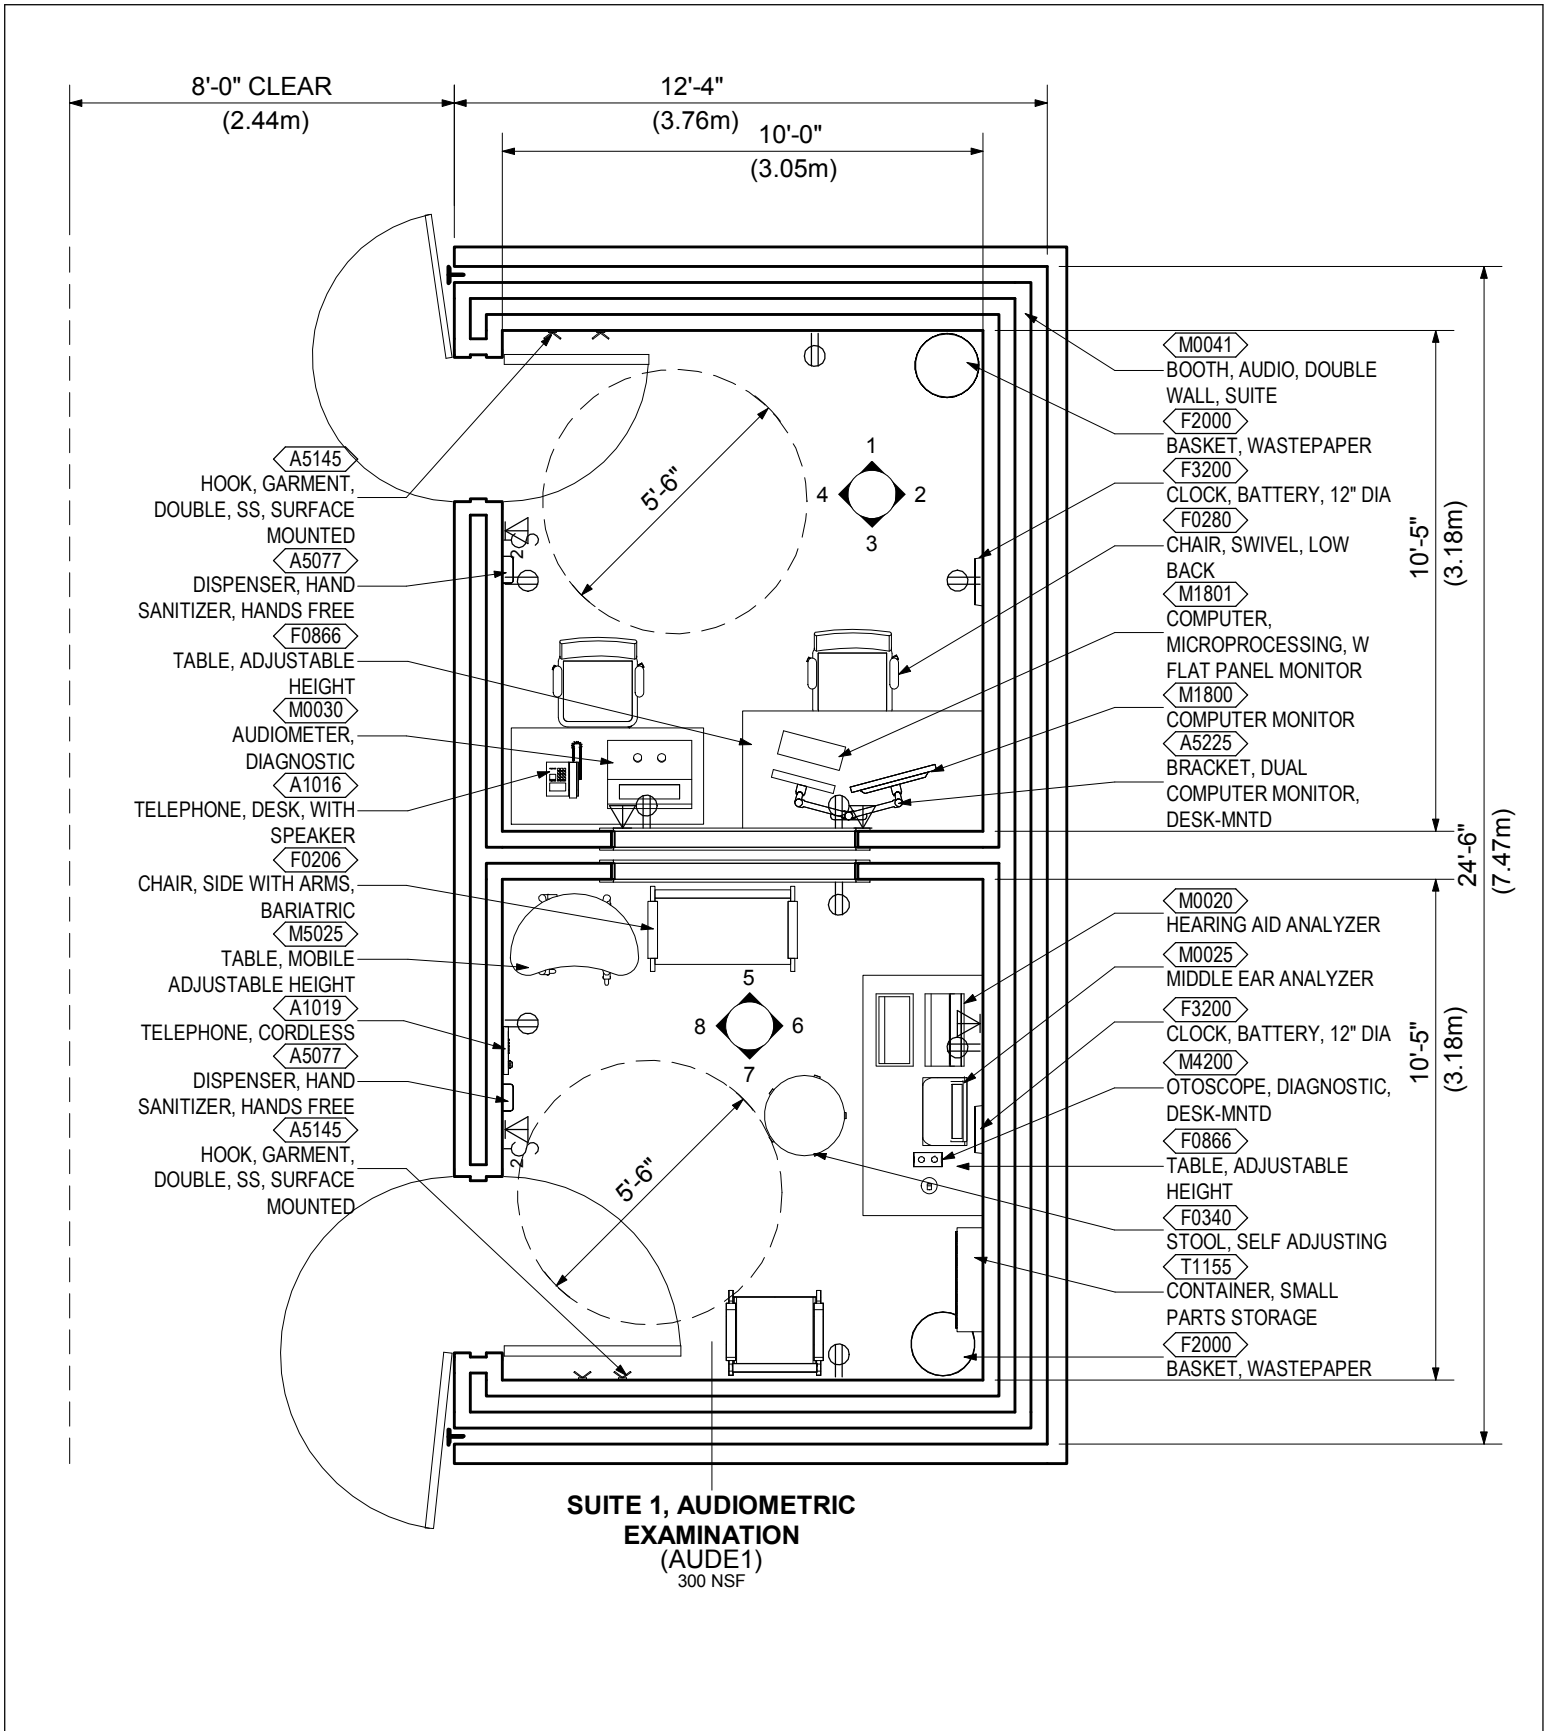 8'-0" CLEAR
(2.44m)
12'-4"
(3.76m)
10'-0"
(3.05m)
A5145
HOOK, GARMENT,
DOUBLE, SS, SURFACE
MOUNTED
A5077
DISPENSER, HAND
SANITIZER, HANDS FREE
F0866
TABLE, ADJUSTABLE
HEIGHT
M0030
AUDIOMETER,
DIAGNOSTIC
A1016
TELEPHONE, DESK, WITH
SPEAKER
F0206
CHAIR, SIDE WITH ARMS,
BARIATRIC
M5025
TABLE, MOBILE
ADJUSTABLE HEIGHT
A1019
TELEPHONE, CORDLESS
A5077
DISPENSER, HAND
SANITIZER, HANDS FREE
A5145
HOOK, GARMENT,
DOUBLE, SS, SURFACE
MOUNTED
5'-6"
1
4 2
3
2
5'-6"
5
8 6
7
2
M0041
BOOTH, AUDIO, DOUBLE
WALL, SUITE
F2000
BASKET, WASTEPAPER
F3200
CLOCK, BATTERY, 12" DIA
F0280
CHAIR, SWIVEL, LOW
BACK
M1801
COMPUTER,
MICROPROCESSING, W
FLAT PANEL MONITOR
M1800
COMPUTER MONITOR
A5225
BRACKET, DUAL
COMPUTER MONITOR,
DESK-MNTD
M0020
HEARING AID ANALYZER
M0025
MIDDLE EAR ANALYZER
F3200
CLOCK, BATTERY, 12" DIA
M4200
OTOSCOPE, DIAGNOSTIC,
DESK-MNTD
F0866
TABLE, ADJUSTABLE
HEIGHT
F0340
STOOL, SELF ADJUSTING
T1155
CONTAINER, SMALL
PARTS STORAGE
F2000
BASKET, WASTEPAPER
10'-5"
(3.18m)
24'-6"
(7.47m)
10'-5"
(3.18m)
SUITE 1, AUDIOMETRIC
EXAMINATION
(AUDE1)
300 NSF